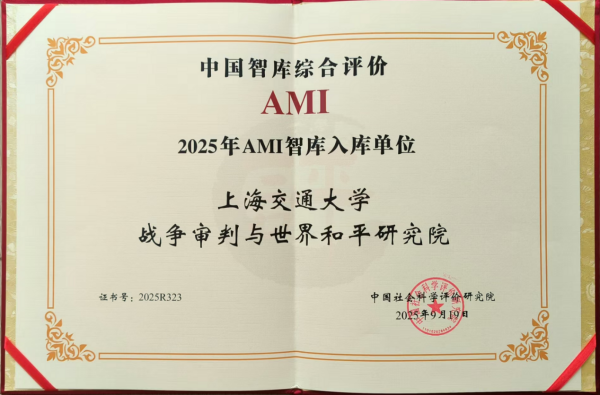 中国智库综合评价
AMI
2025年AMI智库入库单位
上海交通大学
战争审判与世界和平研究院
证书号：2025R323
中国社会科学评价研究院
2025年9月19日